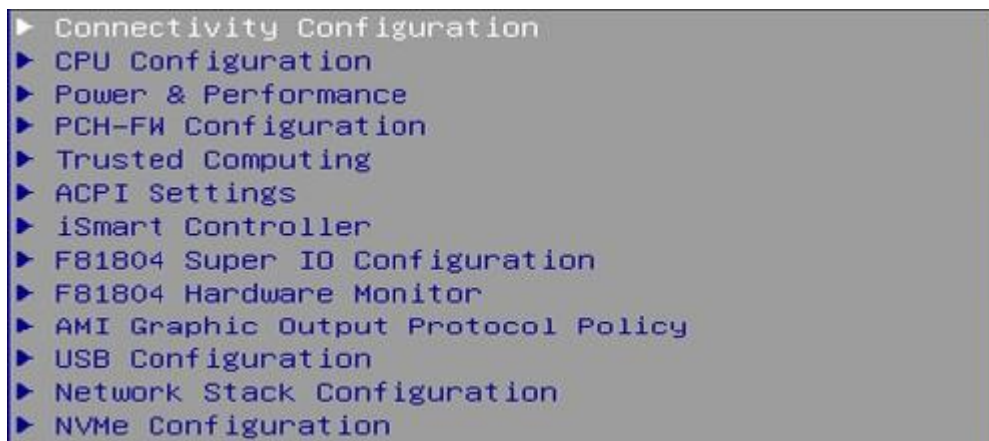 ► Connectivity Configuration
► CPU Configuration
► Power & Performance
► PCH-FW Configuration
► Trusted Computing
► ACPI Settings
► iSmart Controller
► F81804 Super IO Configuration
► F81804 Hardware Monitor
► AMI Graphic Output Protocol Policy
► USB Configuration
► Network Stack Configuration
► NVMe Configuration